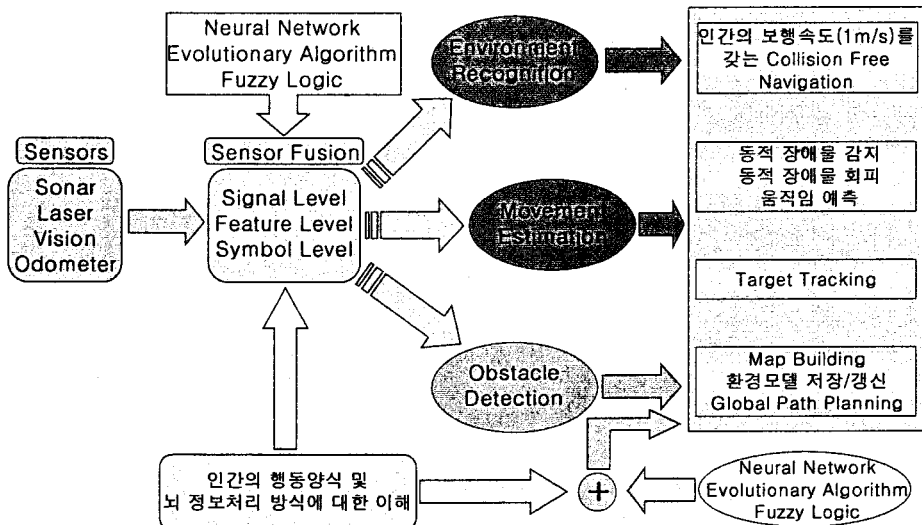 Neural Network
Evolutionary Algorithm
Fuzzy Logic
Environment
Recognition
인간의 보행속도(1m/s)를
갖는 Collision Free
Navigation
Sensors
Sonar
Laser
Vision
Odometer
Sensor Fusion
Signal Level
Feature Level
Symbol Level
Movement
Estimation
동적 장애물 감지
동적 장애물 회피
움직임 예측
Target Tracking
Obstacle
Detection
Map Building
환경모델 저장/갱신
Global Path Planning
인간의 행동양식 및
뇌 정보처리 방식에 대한 이해
+
Neural Network
Evolutionary Algorithm
Fuzzy Logic